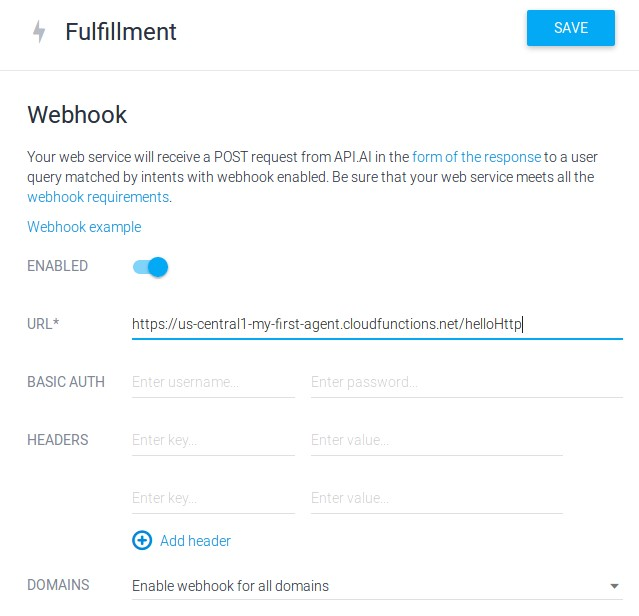 Fulfillment
SAVE
Webhook
Your web service will receive a POST request from API.AI in the form of the response to a user
query matched by intents with webhook enabled. Be sure that your web service meets all the
webhook requirements.
Webhook example
ENABLED
URL* https://us-central1-my-first-agent.cloudfunctions.net/helloHttp
BASIC AUTH Enter username... Enter password...
HEADERS Enter key... Enter value...
Enter key... Enter value...
Add header
DOMAINS Enable webhook for all domains